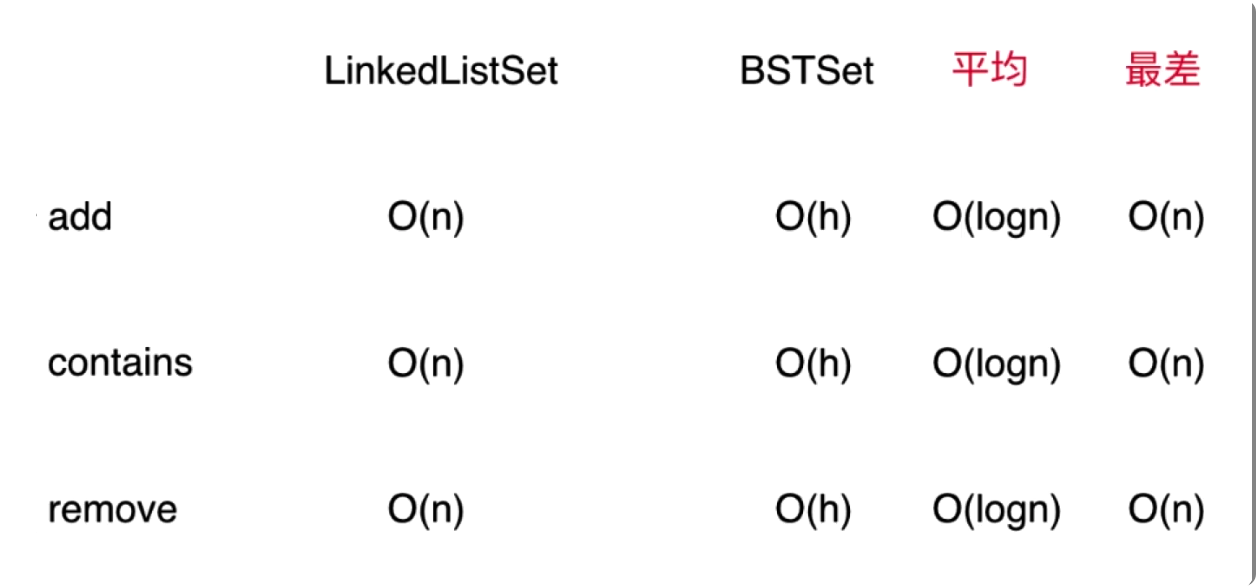 LinkedListSet BSTSet 平均 最差
add O(n) O(h) O(logn) O(n)
contains O(n) O(h) O(logn) O(n)
remove O(n) O(h) O(logn) O(n)